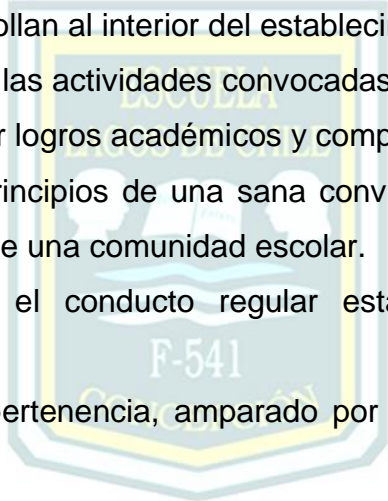 ollan al interior del establecim
las actividades convocadas
ESCUELA
r logros académicos y comp
LAGOS DE CHILE
rincipios de una sana conv
e una comunidad escolar.
el conducto regular esta
F-541
CONCEPCIÓN
pertenencia, amparado por